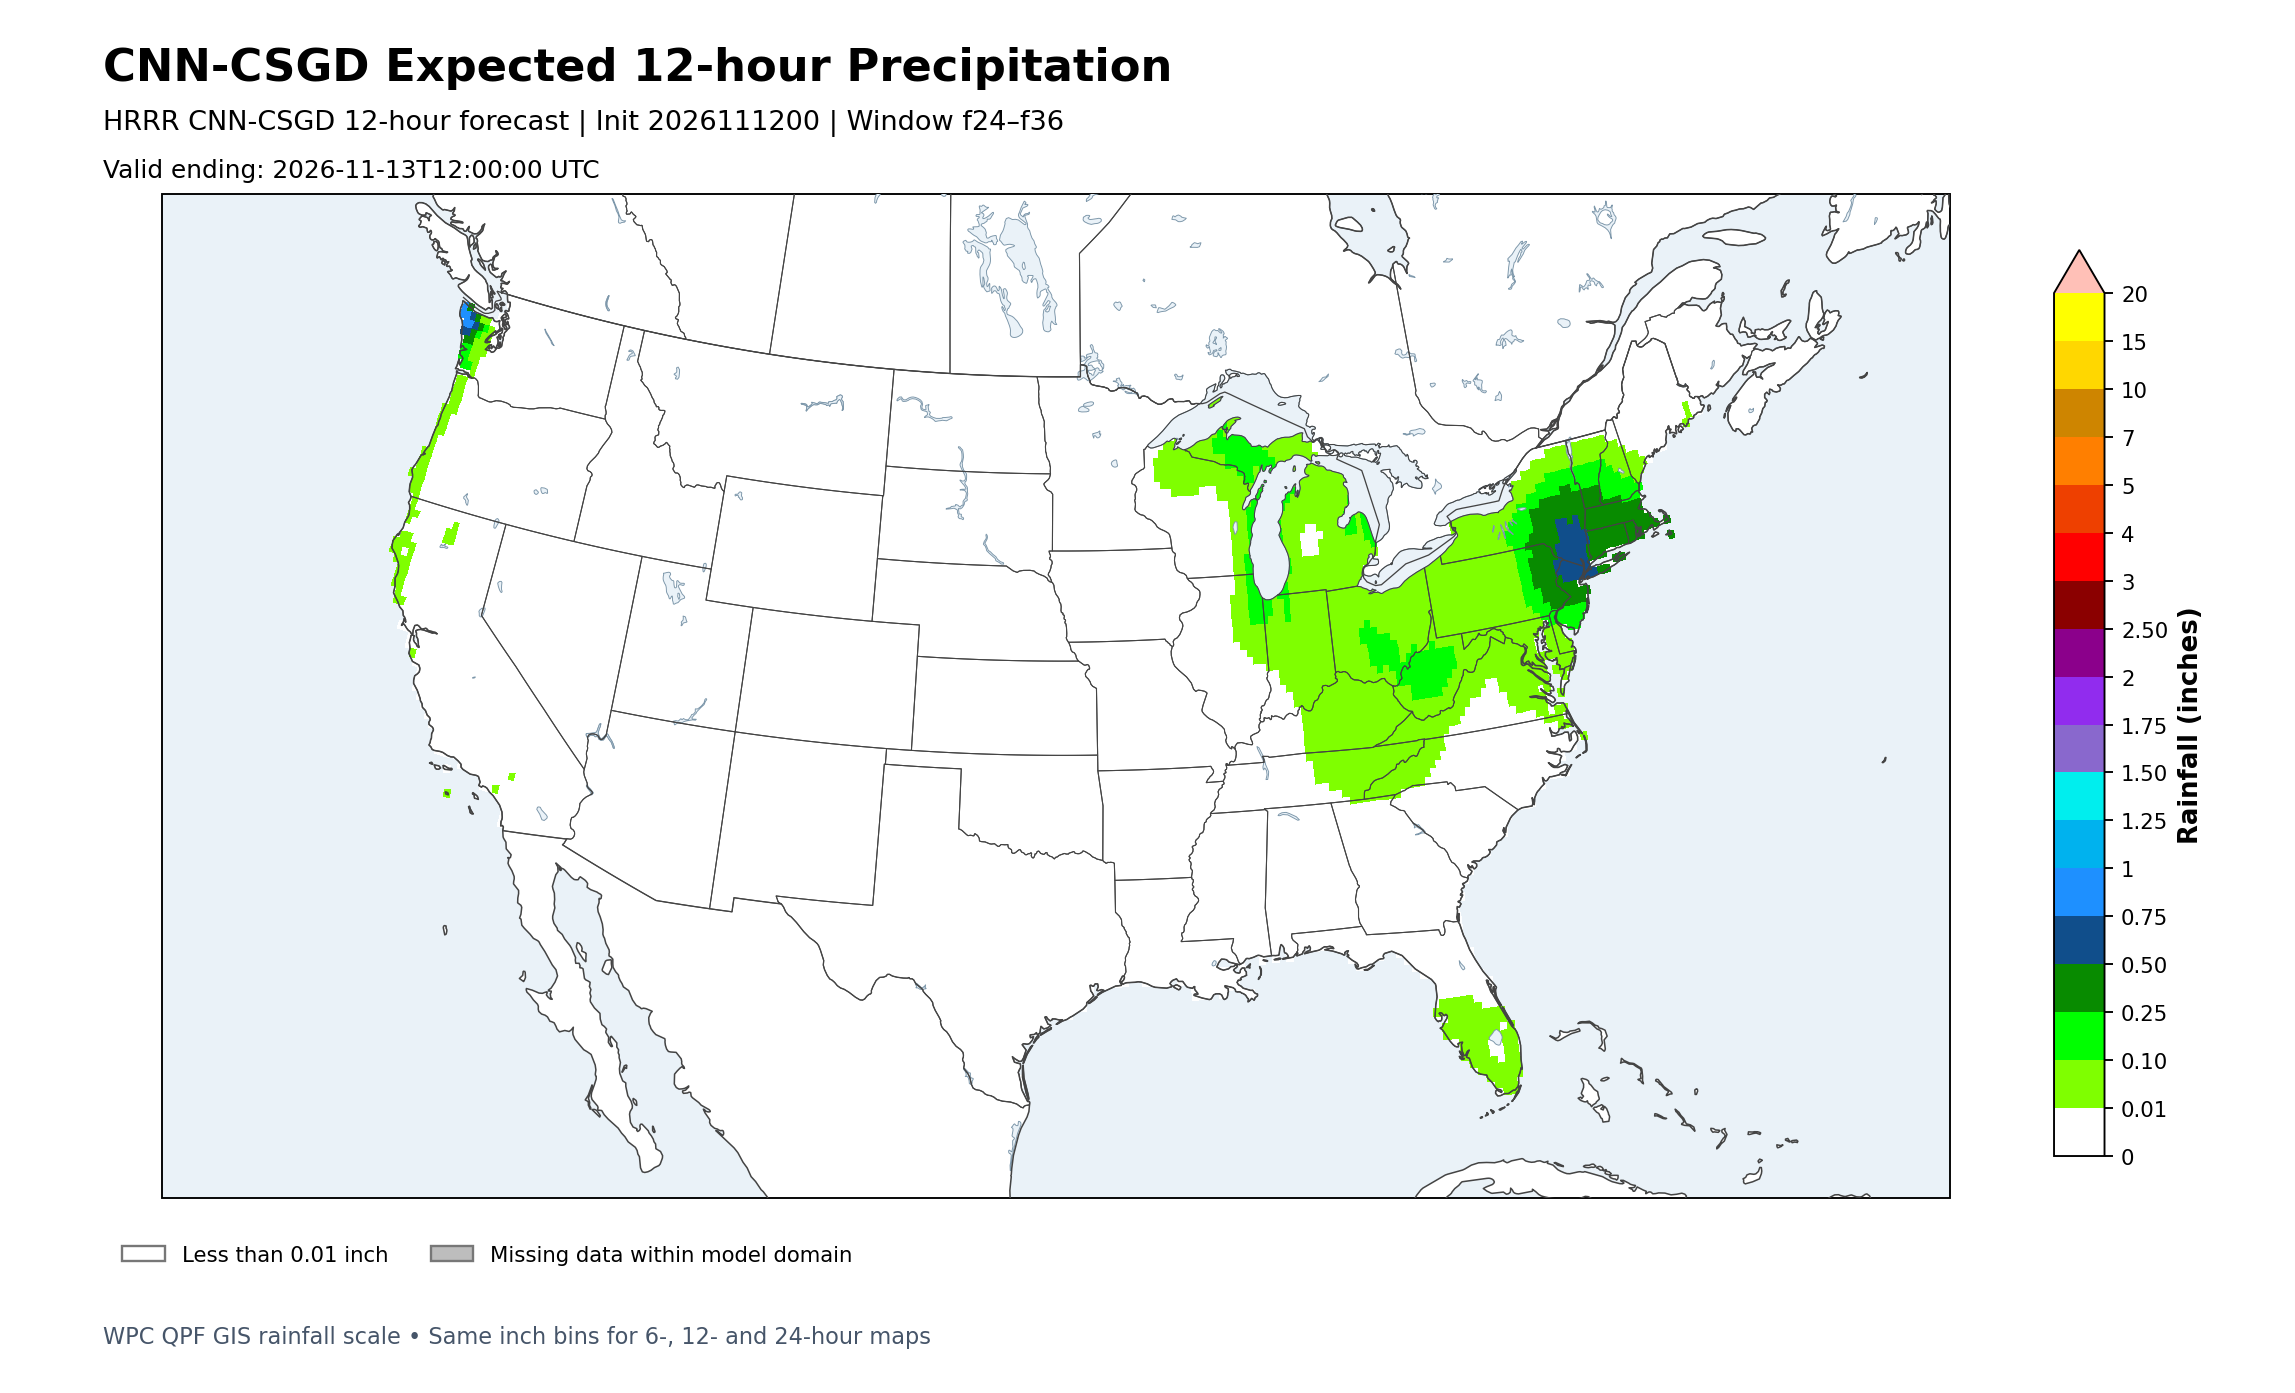 CNN-CSGD Expected 12-hour Precipitation
HRRR CNN-CSGD 12-hour forecast | Init 2026111200 | Window f24–f36
Valid ending: 2026-11-13T12:00:00 UTC
20
15
10
7
5
4
3
2.50
2
1.75
1.50
1.25
1
0.75
0.50
0.25
0.10
0.01
0
Rainfall (inches)
Less than 0.01 inch
Missing data within model domain
WPC QPF GIS rainfall scale • Same inch bins for 6-, 12- and 24-hour maps